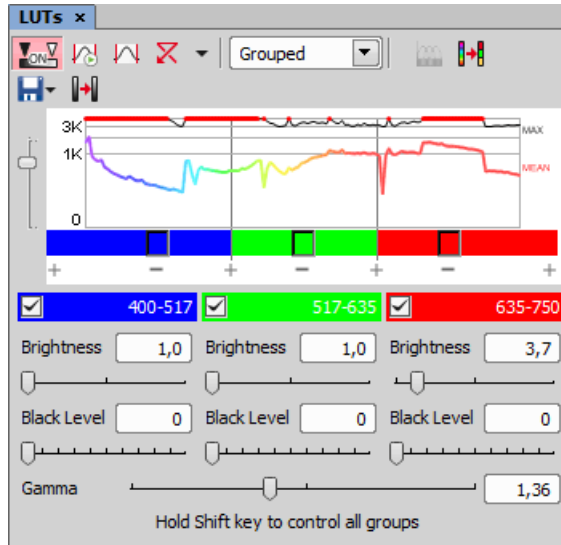 LUTs ×
ON Grouped
3K
MAX
1K
MEAN
0
+ − + − + − +
400-517 517-635 635-750
Brightness 1,0 Brightness 1,0 Brightness 3,7
Black Level 0 Black Level 0 Black Level 0
Gamma 1,36
Hold Shift key to control all groups